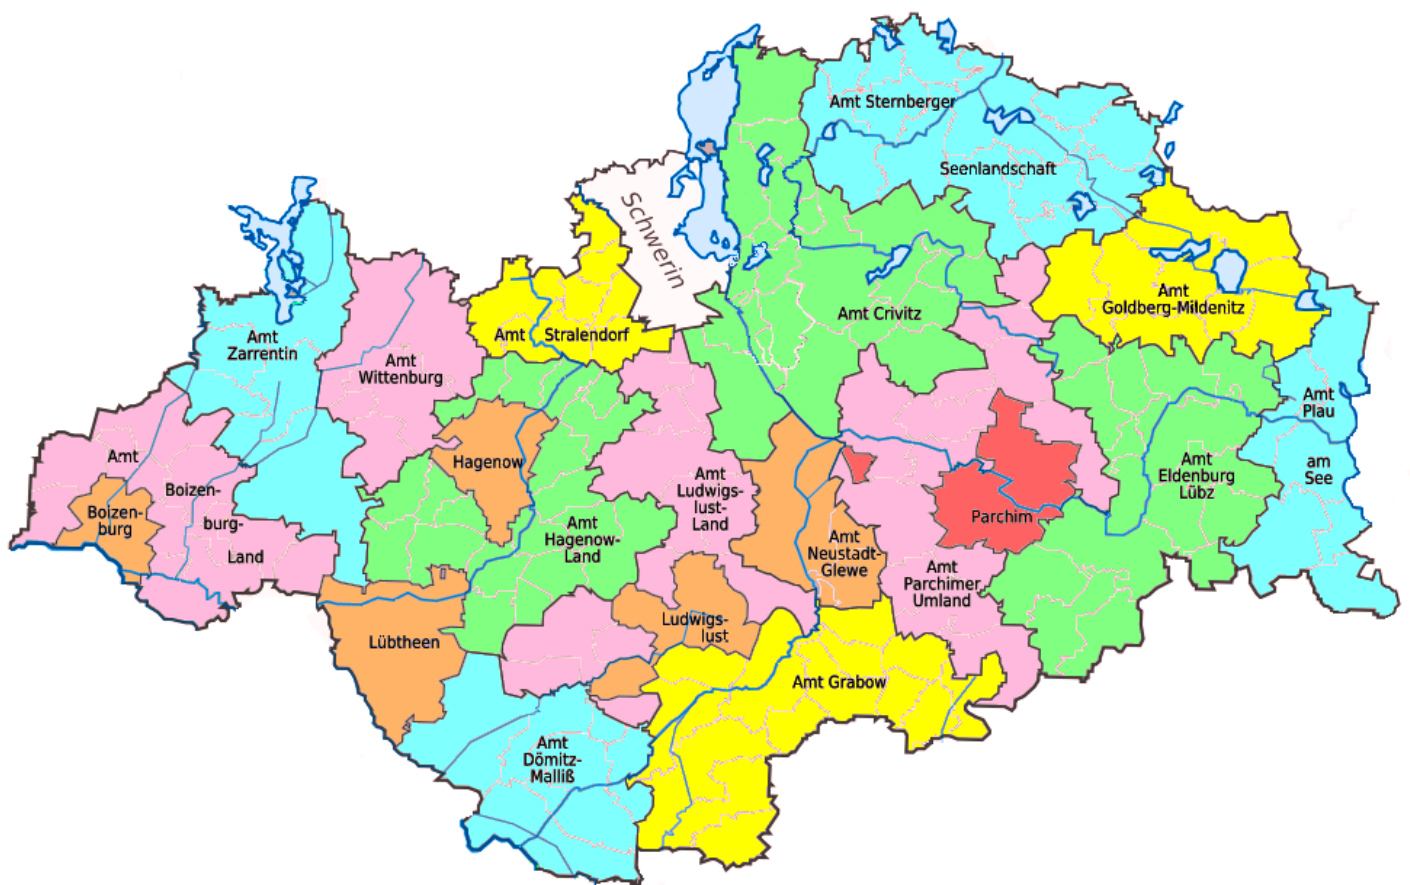 Amt Sternberger
Seenlandschaft
Schwerin
Amt
Goldberg-Mildenitz
Amt Crivitz
Amt Stralendorf
Amt
Zarrentin
Amt
Wittenburg
Amt
Plau
am
See
Amt
Boizen-
burg-
Land
Boizen-
burg
Hagenow
Amt
Hagenow-
Land
Amt
Ludwigs-
lust-
Land
Amt
Neustadt-
Glewe
Parchim
Amt
Eldenburg
Lübz
Amt
Parchimer
Umland
Lübtheen
Ludwigs-
lust
Amt Grabow
Amt
Dömitz-
Malliß